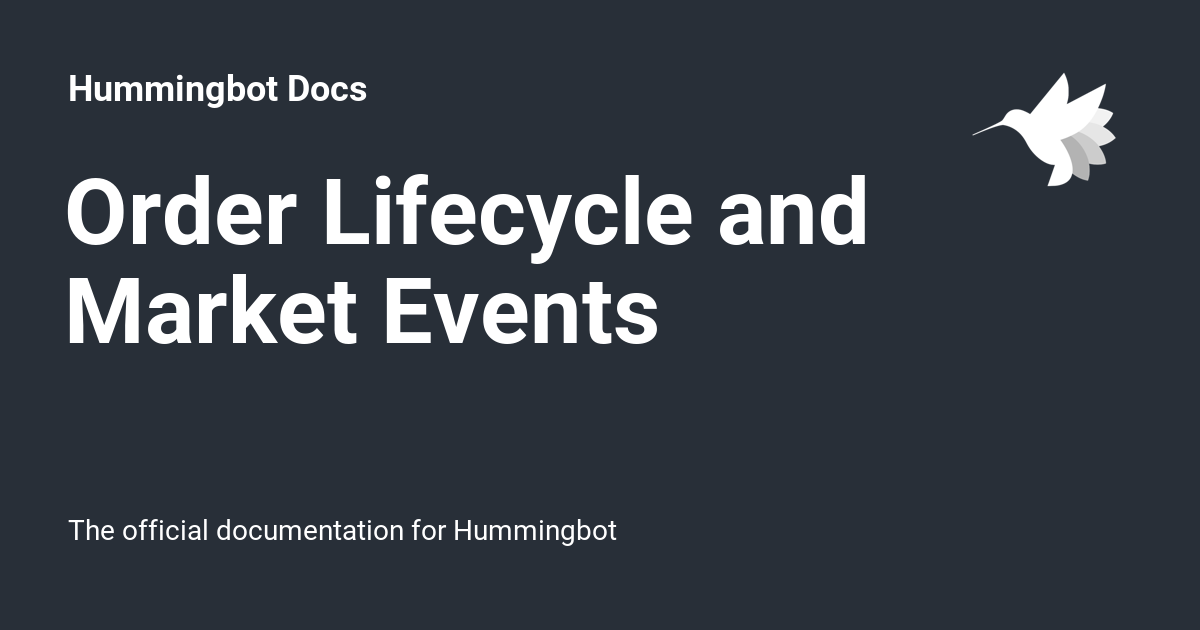 Hummingbot Docs
Order Lifecycle and
Market Events
The official documentation for Hummingbot